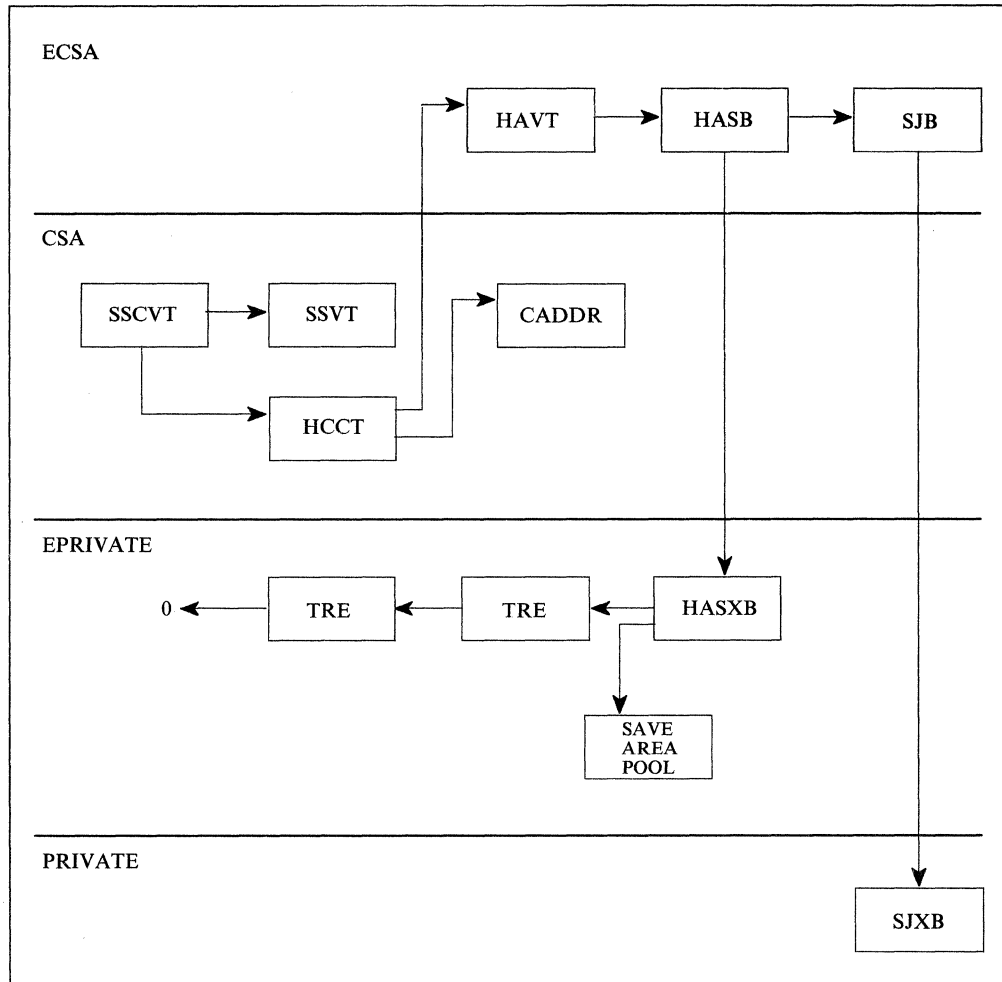 ECSA
HAVT
HASB
SJB
CSA
SSCVT
SSVT
CADDR
HCCT
EPRIVATE
0
TRE
TRE
HASXB
SAVE
AREA
POOL
PRIVATE
SJXB